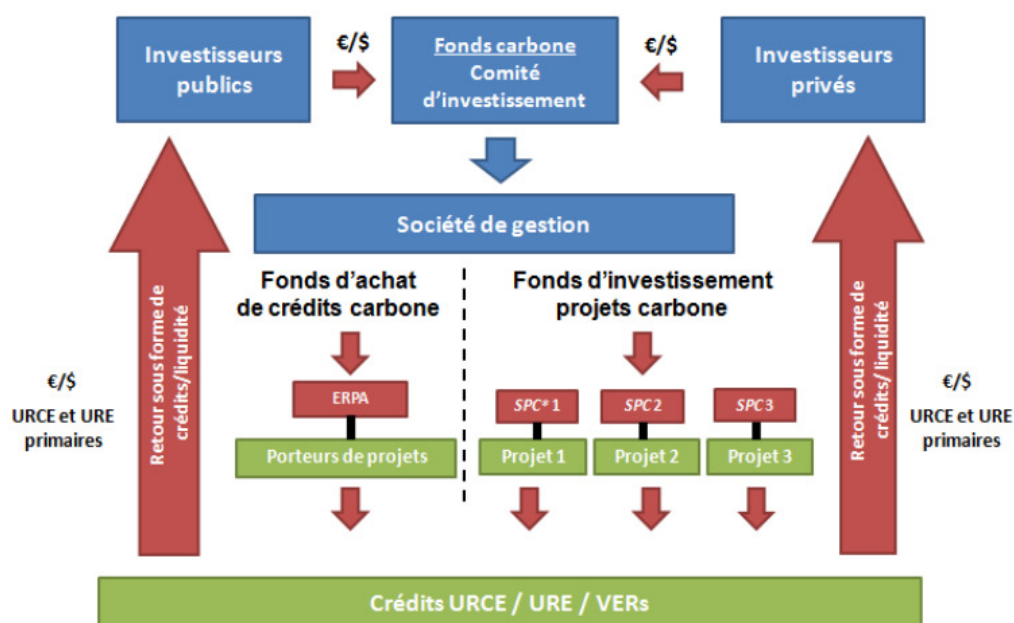 Investisseurs
publics
€/$
Fonds carbone
Comité
d'investissement
€/$
Investisseurs
privés
Société de gestion
Fonds d'achat
de crédits carbone
Fonds d'investissement
projets carbone
Retour sous forme de
crédits/liquidité
€/$
URCE et URE
primaires
ERPA
Porteurs de projets
SPC* 1
SPC 2
SPC 3
Projet 1
Projet 2
Projet 3
Retour sous forme de
crédits/ liquidité
€/$
URCE et URE
primaires
Crédits URCE / URE / VERs